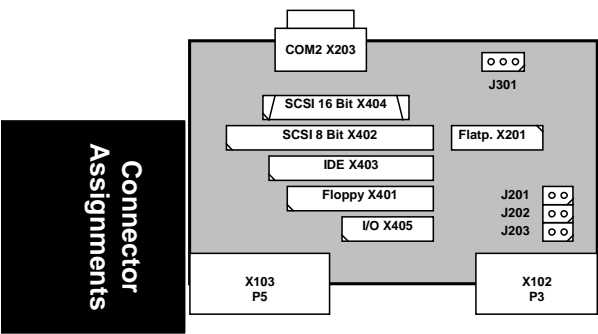 COM2 X203
J301
SCSI 16 Bit X404
SCSI 8 Bit X402
Flatp. X201
IDE X403
Floppy X401
I/O X405
J201
J202
J203
X103
P5
X102
P3
Connector
Assignments